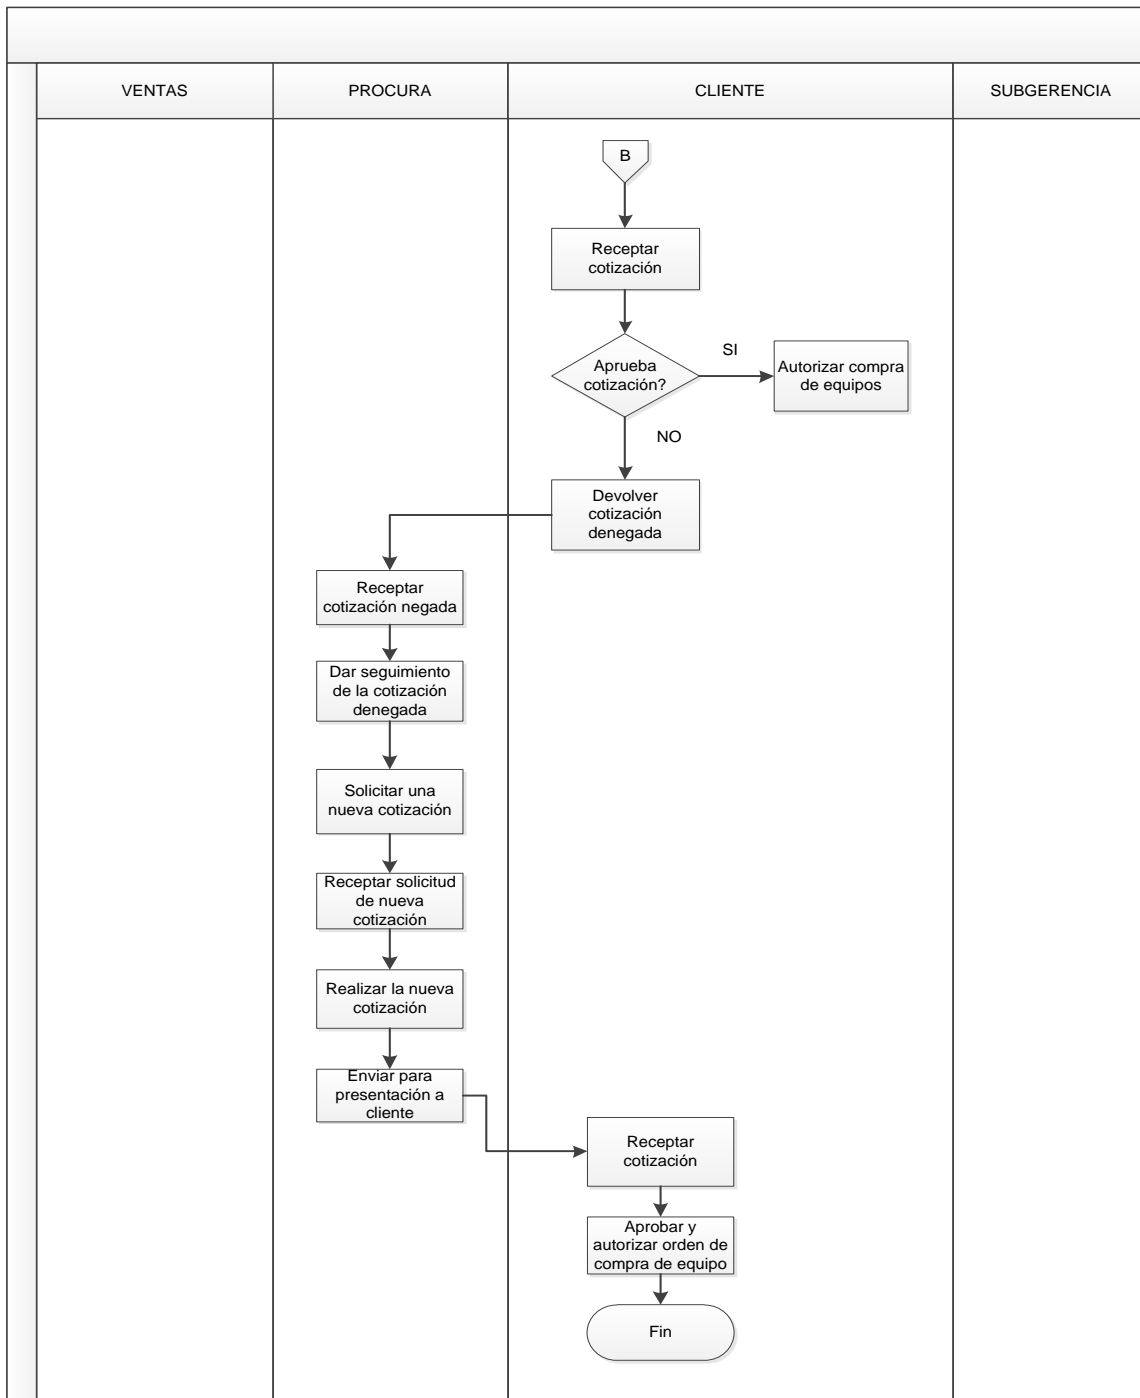 VENTAS
PROCURA
CLIENTE
SUBGERENCIA
B
Receptar
cotización
Aprueba
cotización?
SI
Autorizar compra
de equipos
NO
Devolver
cotización
denegada
Receptar
cotización negada
Dar seguimiento
de la cotización
denegada
Solicitar una
nueva cotización
Receptar solicitud
de nueva
cotización
Realizar la nueva
cotización
Enviar para
presentación a
cliente
Receptar
cotización
Aprobar y
autorizar orden de
compra de equipo
Fin